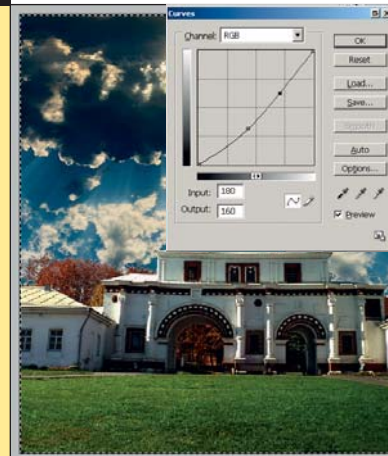 Curves
Channel: RGB
OK
Reset
Load...
Save...
Smooth
Auto
Options...
Input: 180
Output: 160
Preview